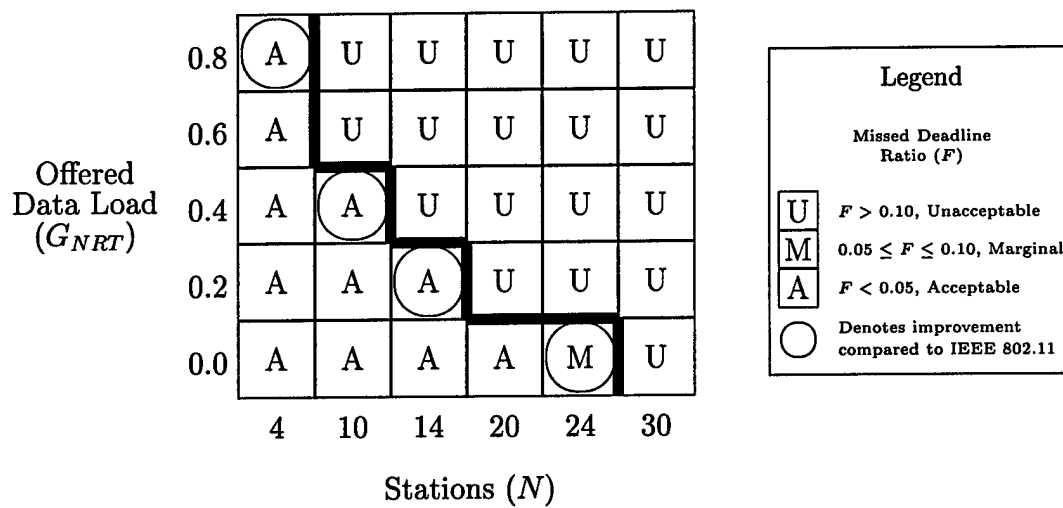 0.8 A U U U U U
0.6 A U U U U U
0.4 A A U U U U
0.2 A A A U U U
0.0 A A A A M U
4 10 14 20 24 30
Offered
Data Load
(G_NRT)
Stations (N)
Legend
Missed Deadline
Ratio (F)
U F > 0.10, Unacceptable
M 0.05 ≤ F ≤ 0.10, Marginal
A F < 0.05, Acceptable
Denotes improvement
compared to IEEE 802.11